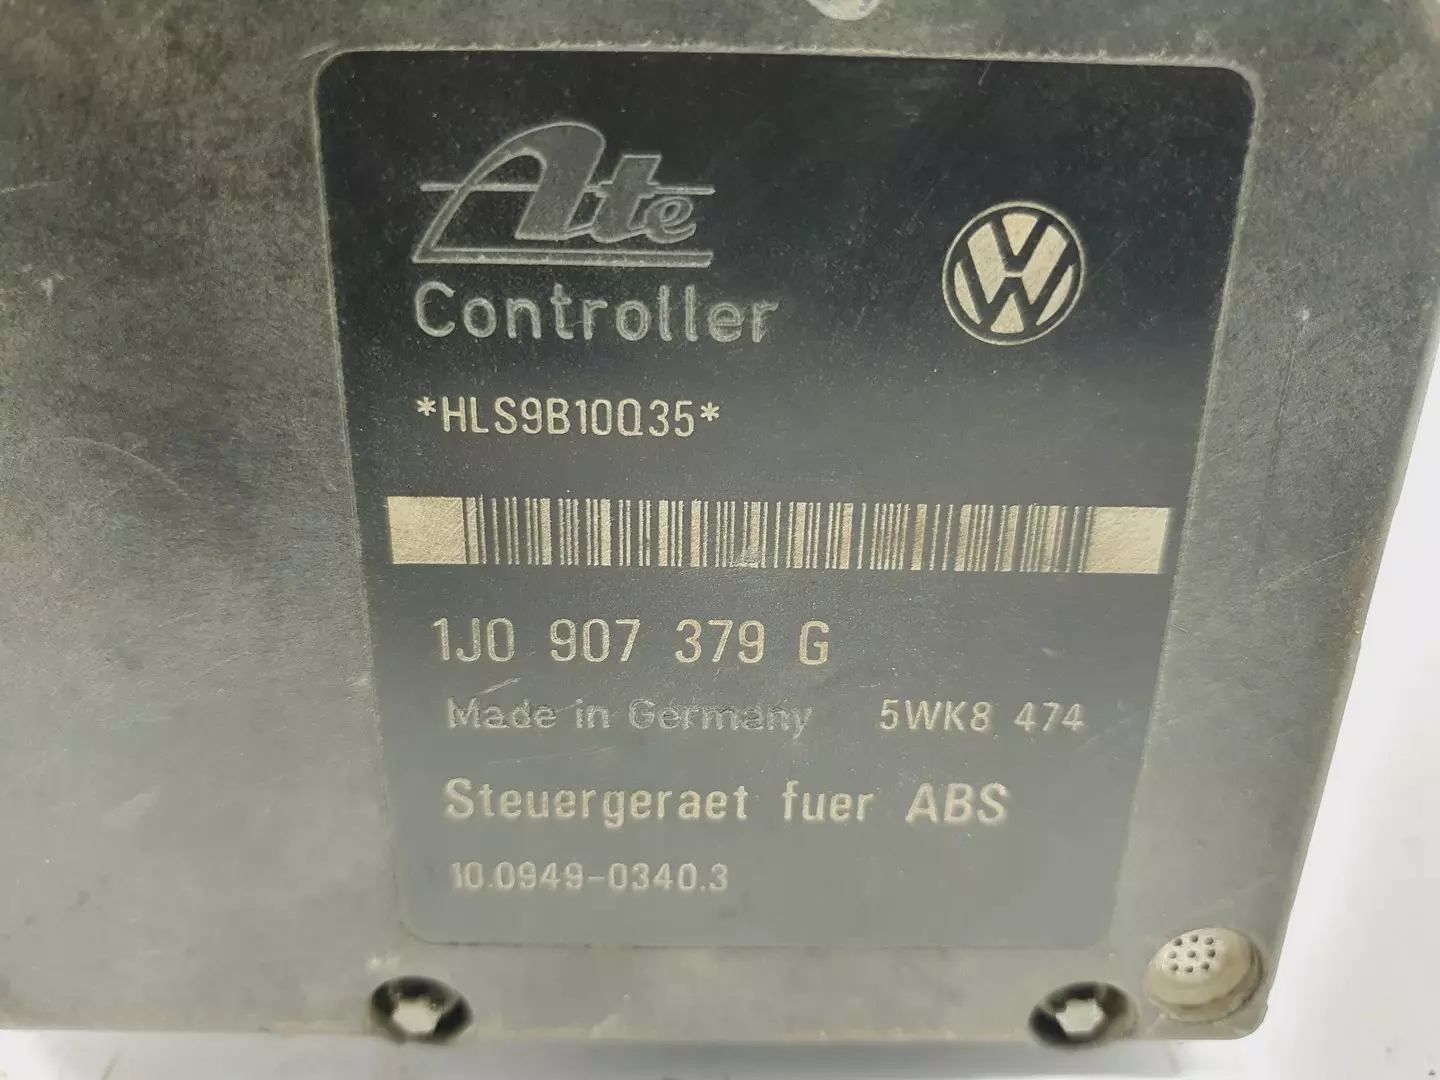 Ate
Controller
*HLS9B10Q35*
1J0 907 379 G
Made in Germany 5WK8 474
Steuergeraet fuer ABS
10.0949-0340.3